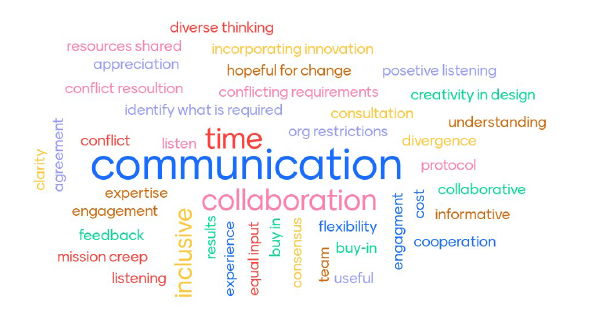 diverse thinking
resources shared
incorporating innovation
appreciation
hopeful for change
posetive listening
conflict resoultion
conflicting requirements
creativity in design
identify what is required
consultation
understanding
org restrictions
conflict
listen
time
divergence
clarity
agreement
communication
protocol
expertise
collaboration
collaborative
cost
engagment
engagement
informative
inclusive
results
experience
equal input
buy in
consensus
flexibility
feedback
buy-in
cooperation
mission creep
team
listening
useful